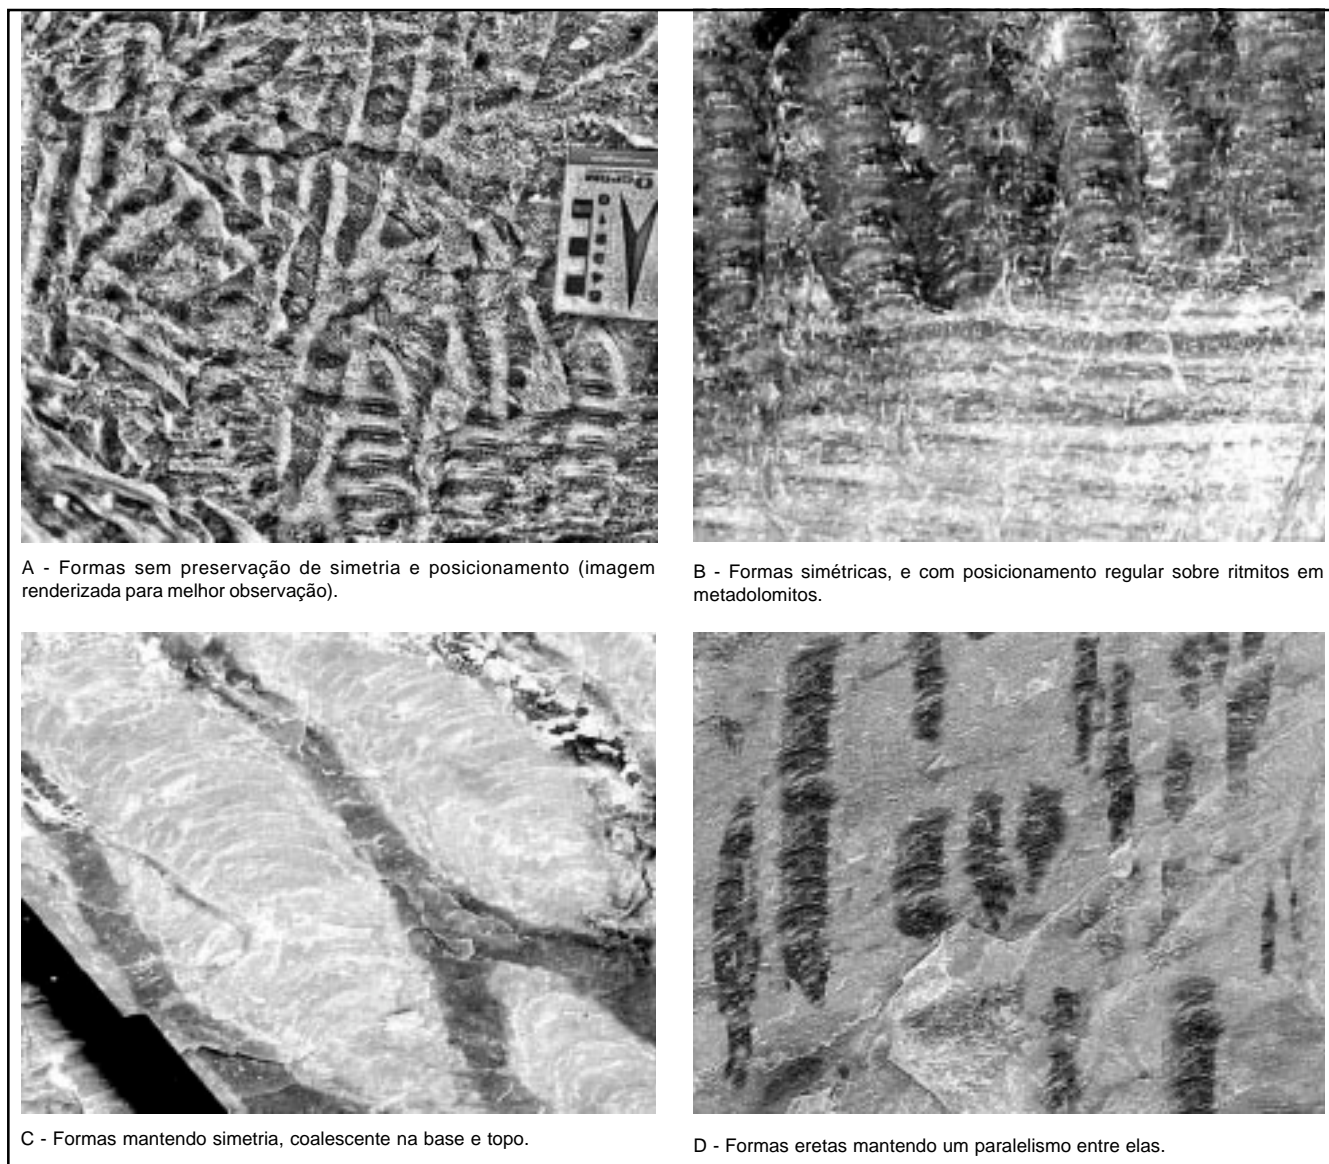 A - Formas sem preservação de simetria e posicionamento (imagem
renderizada para melhor observação).
B - Formas simétricas, e com posicionamento regular sobre ritmitos em
metadolomitos.
C - Formas mantendo simetria, coalescente na base e topo.
D - Formas eretas mantendo um paralelismo entre elas.